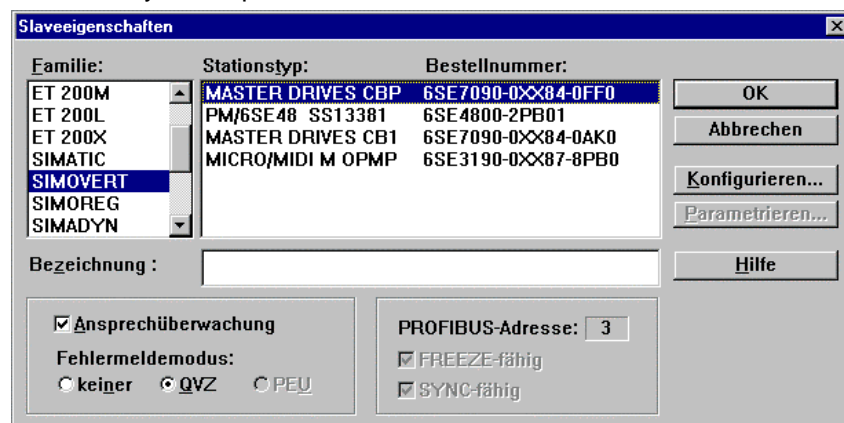 Slaveeigenschaften
Familie: Stationstyp: Bestellnummer:
ET 200M
ET 200L
ET 200X
SIMATIC
SIMOVERT
SIMOREG
SIMADYN
MASTER DRIVES CBP 6SE7090-0XX84-0FF0
PM/6SE48 SS13381 6SE4800-2PB01
MASTER DRIVES CB1 6SE7090-0XX84-0AK0
MICRO/MIDI M OPMP 6SE3190-0XX87-8PB0
OK
Abbrechen
Konfigurieren...
Parametrieren...
Bezeichnung :
Hilfe
Ansprechüberwachung
Fehlermeldemodus:
keiner QVZ PEU
PROFIBUS-Adresse: 3
FREEZE-fähig
SYNC-fähig